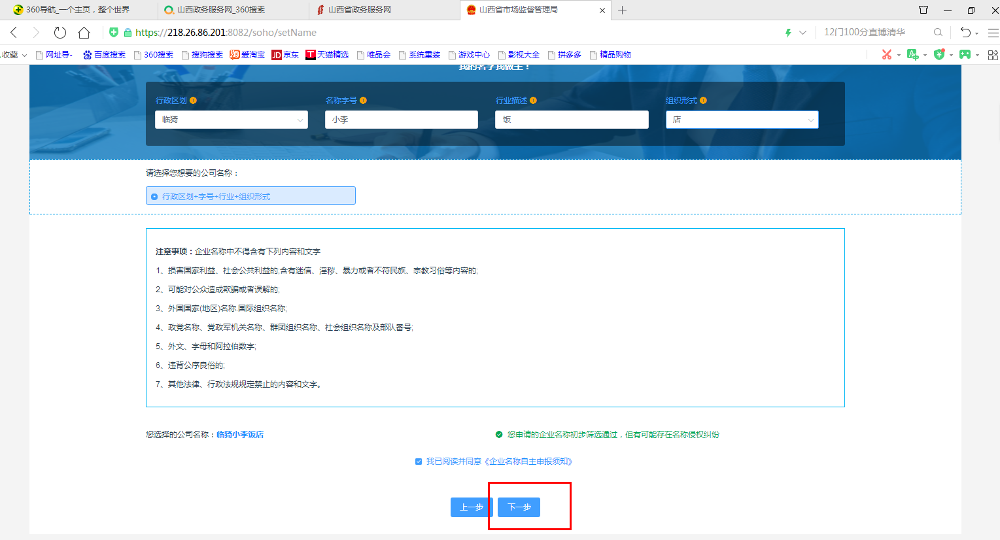 360导航_一个主页，整个世界
山西政务服务网_360搜索
山西省政务服务网
山西省市场监督管理局
https://218.26.86.201:8082/soho/setName
12门100分直博清华
收藏 网址导- 百度搜索 360搜索 搜狗搜索 淘 爱淘宝 JD 京东 T 天猫精选 唯品会 系统重装 游戏中心 影视大全 拼多多 精品购物
我的名字我做主！
行政区划 名称字号 行业描述 组织形式
临猗 小李 饭 店
请选择您想要的公司名称：
行政区划+字号+行业+组织形式
注意事项：企业名称中不得含有下列内容和文字
1、损害国家利益、社会公共利益的;含有迷信、淫秽、暴力或者不符民族、宗教习俗等内容的;
2、可能对公众造成欺骗或者误解的;
3、外国国家(地区)名称.国际组织名称;
4、政党名称、党政军机关名称、群团组织名称、社会组织名称及部队番号;
5、外文、字母和阿拉伯数字;
6、违背公序良俗的;
7、其他法律、行政法规规定禁止的内容和文字。
您选择的公司名称：临猗小李饭店
您申请的企业名称初步筛选通过，但有可能存在名称侵权纠纷
我已阅读并同意《企业名称自主申报须知》
上一步 下一步